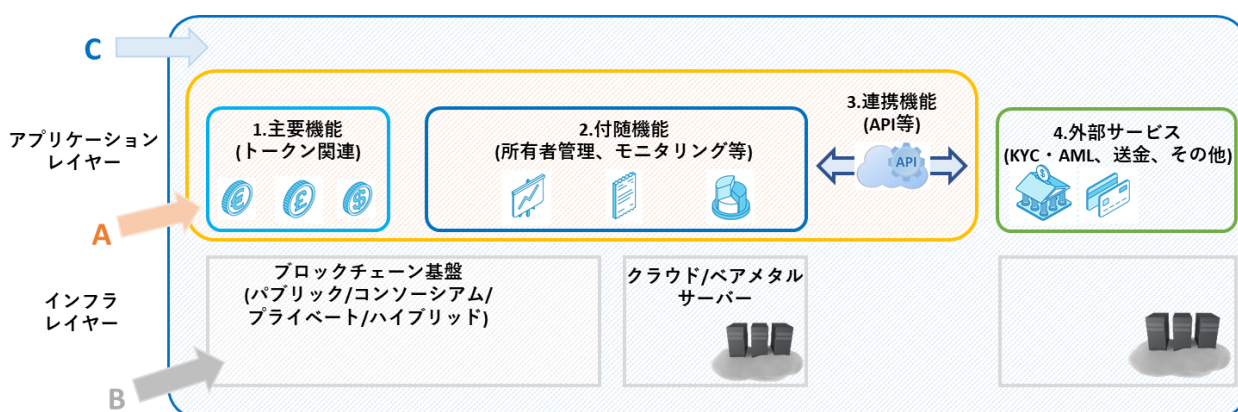 C
アプリケーション
レイヤー
1.主要機能
(トークン関連)
2.付随機能
(所有者管理、モニタリング等)
3.連携機能
(API等)
API
4.外部サービス
(KYC・AML、送金、その他)
A
インフラ
レイヤー
ブロックチェーン基盤
(パブリック/コンソーシアム/
プライベート/ハイブリッド)
クラウド/ベアメタル
サーバー
B